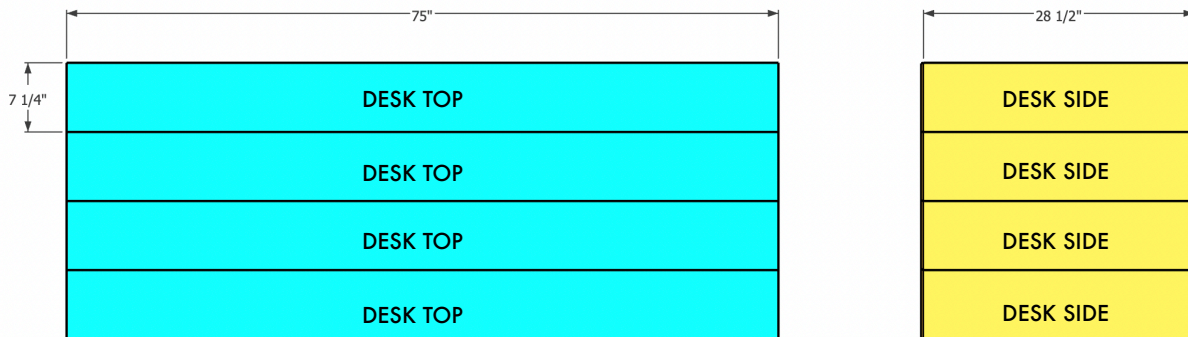 75"
28 1/2"
7 1/4"
DESK TOP
DESK SIDE
DESK TOP
DESK SIDE
DESK TOP
DESK SIDE
DESK TOP
DESK SIDE